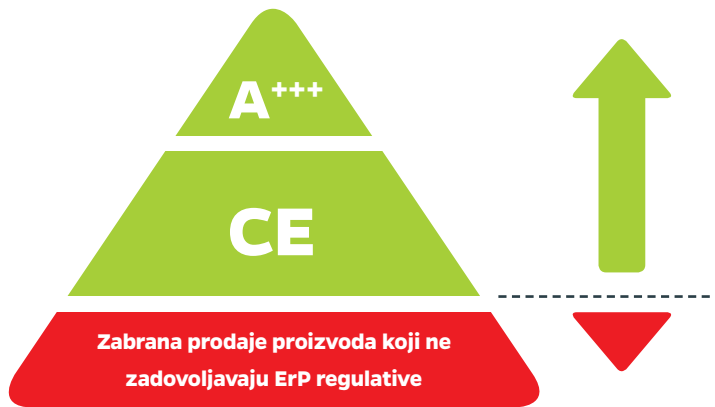 A+++
CE
Zabrana prodaje proizvoda koji ne
zadovoljavaju ErP regulative